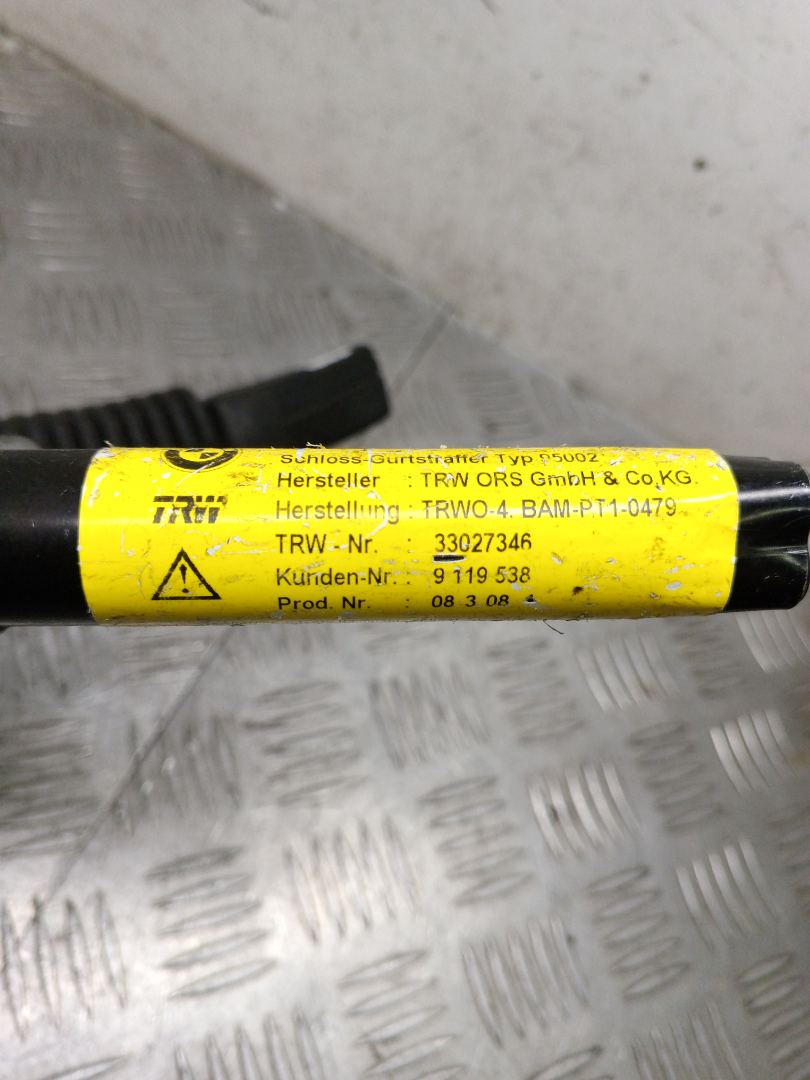 Schloss-Gurtstraffer Typ 05002
Hersteller : TRW ORS GmbH & Co.KG.
Herstellung : TRWO-4. BAM-PT1-0479
TRW
TRW-Nr. : 33027346
Kunden-Nr. : 9 119 538
Prod. Nr. : 08 3 08